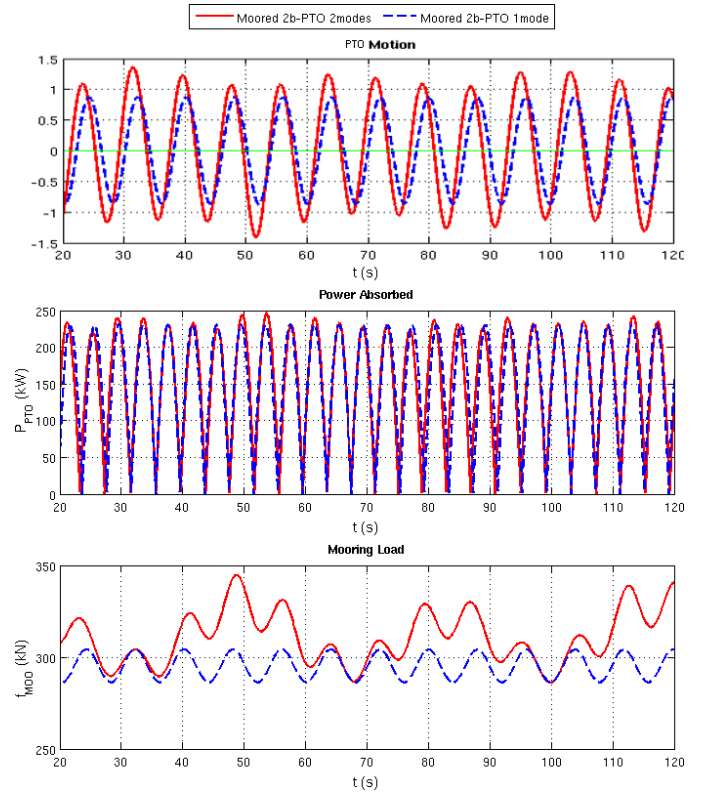 Moored 2b-PTO 2modes Moored 2b-PTO 1mode
PTO Motion
1.5
1
0.5
0
-0.5
-1
-1.5
20 30 40 50 60 70 80 90 100 110 120
t (s)
Power Absorbed
P_PTO (kW)
250
200
150
100
50
0
20 30 40 50 60 70 80 90 100 110 120
t (s)
Mooring Load
f_MOO (kN)
350
300
250
20 30 40 50 60 70 80 90 100 110 120
t (s)